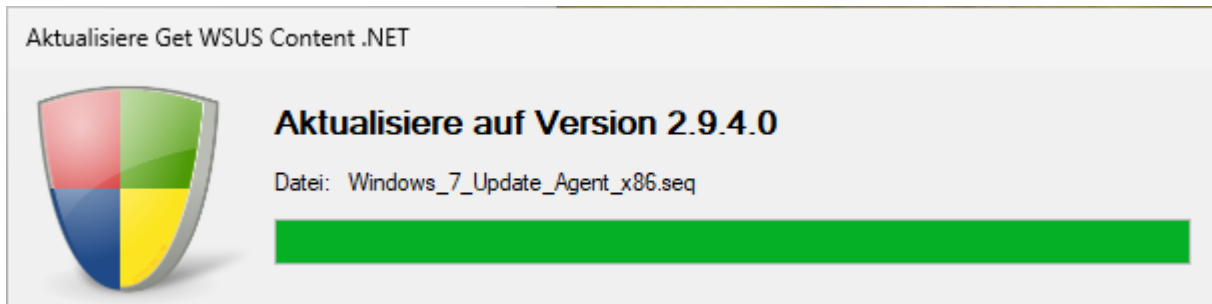 Aktualisiere Get WSUS Content .NET
Aktualisiere auf Version 2.9.4.0
Datei: Windows_7_Update_Agent_x86.seq